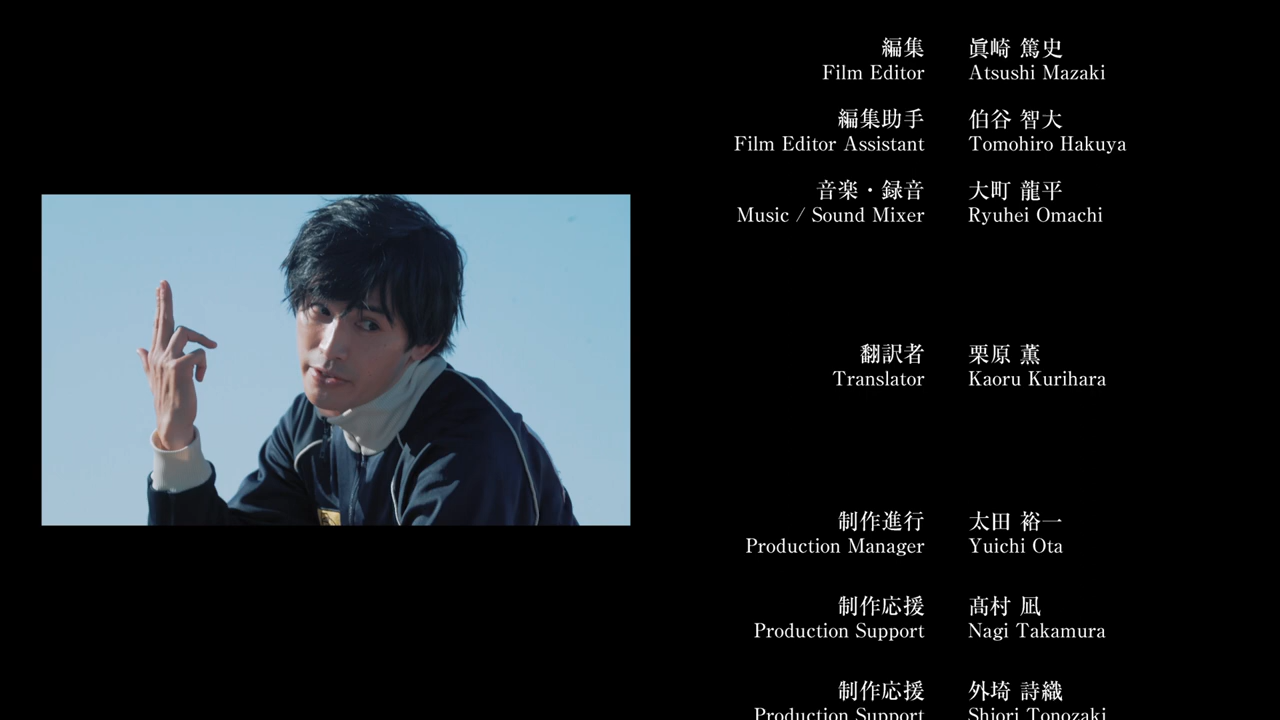 編集 眞崎 篤史
Film Editor Atsushi Mazaki
編集助手 伯谷 智大
Film Editor Assistant Tomohiro Hakuya
音楽・録音 大町 龍平
Music / Sound Mixer Ryuhei Omachi
翻訳者 栗原 薫
Translator Kaoru Kurihara
制作進行 太田 裕一
Production Manager Yuichi Ota
制作応援 髙村 凪
Production Support Nagi Takamura
制作応援 外埼 詩織
Production Support Shiori Tonozaki